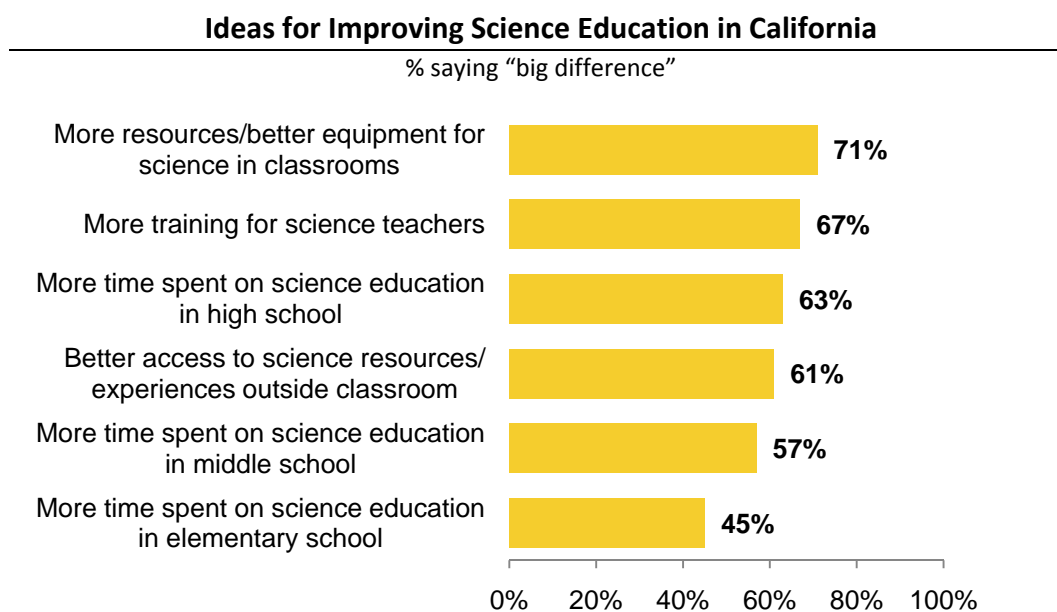 Ideas for Improving Science Education in California
% saying “big difference”
More resources/better equipment for
science in classrooms
71%
More training for science teachers
67%
More time spent on science education
in high school
63%
Better access to science resources/
experiences outside classroom
61%
More time spent on science education
in middle school
57%
More time spent on science education
in elementary school
45%
0% 20% 40% 60% 80% 100%